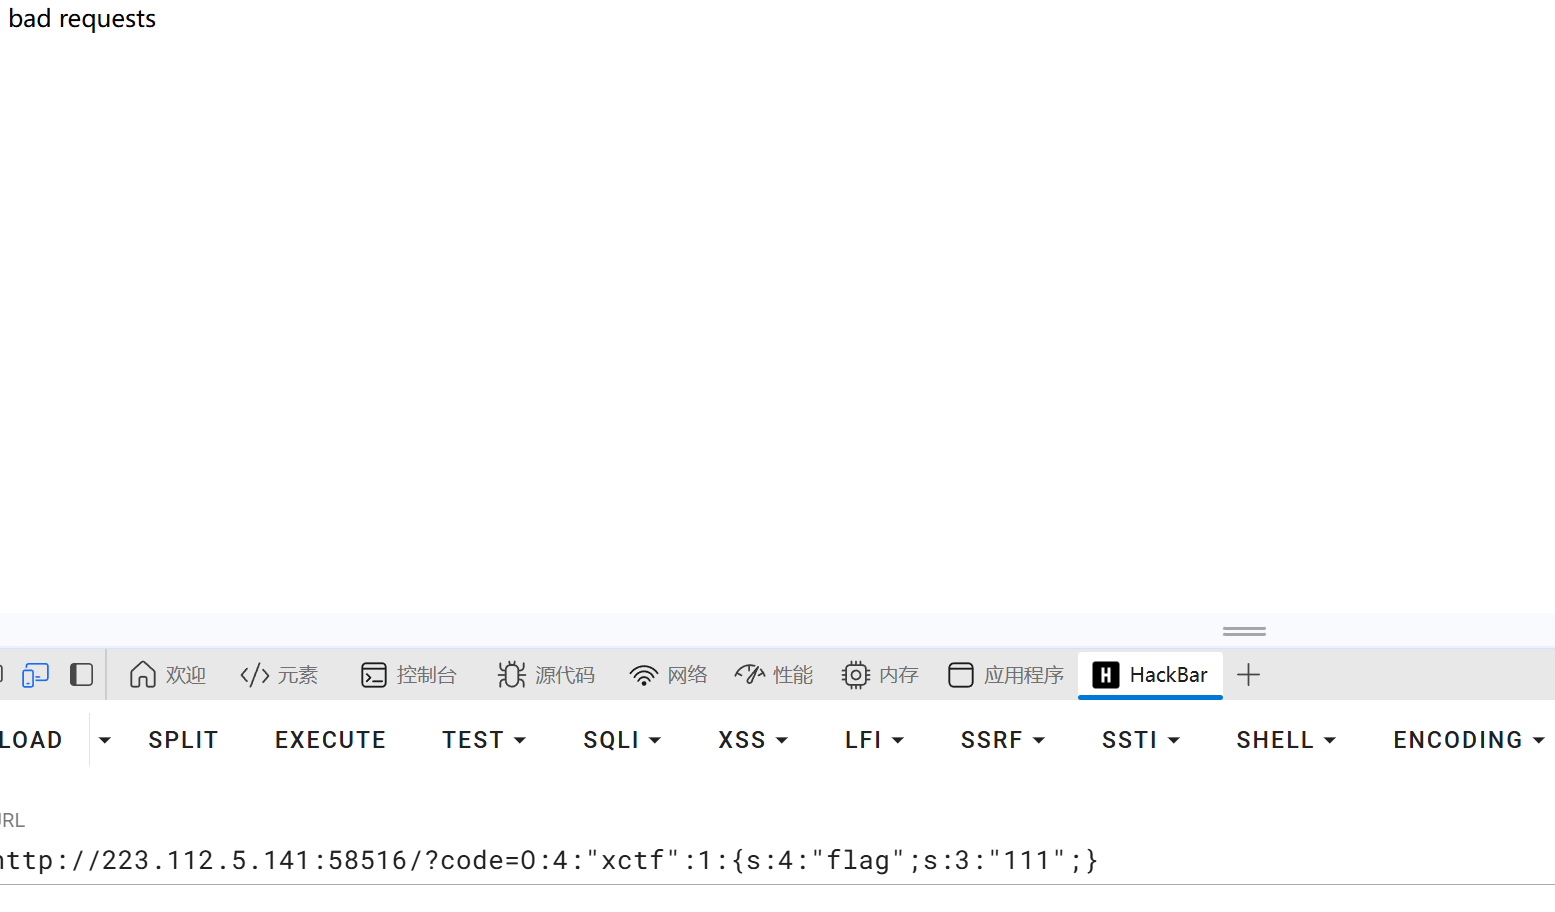 bad requests
欢迎 元素 控制台 源代码 网络 性能 内存 应用程序 HackBar
LOAD SPLIT EXECUTE TEST SQLI XSS LFI SSRF SSTI SHELL ENCODING
URL
http://223.112.5.141:58516/?code=O:4:"xctf":1:{s:4:"flag";s:3:"111";}